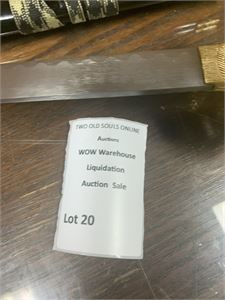 TWO OLD SOULS ONLINE
Auctions
WOW Warehouse
Liquidation
Auction Sale
Lot 20